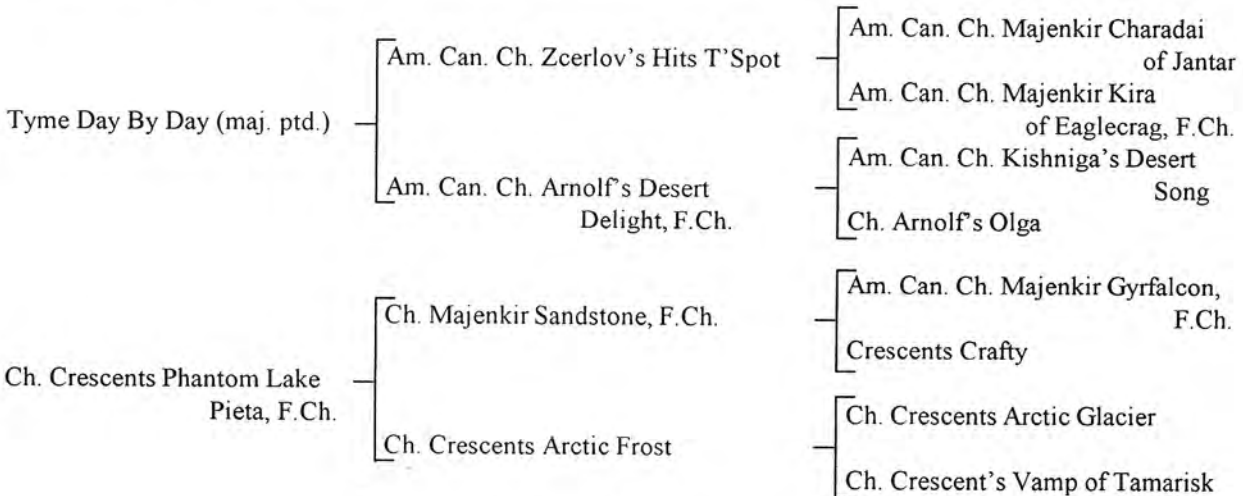 Tyme Day By Day (maj. ptd.)
Am. Can. Ch. Zcerlov's Hits T'Spot
Am. Can. Ch. Majenkir Charadai
of Jantar
Am. Can. Ch. Majenkir Kira
of Eaglecrag, F.Ch.
Am. Can. Ch. Arnolf's Desert
Delight, F.Ch.
Am. Can. Ch. Kishniga's Desert
Song
Ch. Arnolf's Olga
Ch. Crescents Phantom Lake
Pieta, F.Ch.
Ch. Majenkir Sandstone, F.Ch.
Am. Can. Ch. Majenkir Gyrfalcon,
F.Ch.
Crescents Crafty
Ch. Crescents Arctic Frost
Ch. Crescents Arctic Glacier
Ch. Crescent's Vamp of Tamarisk